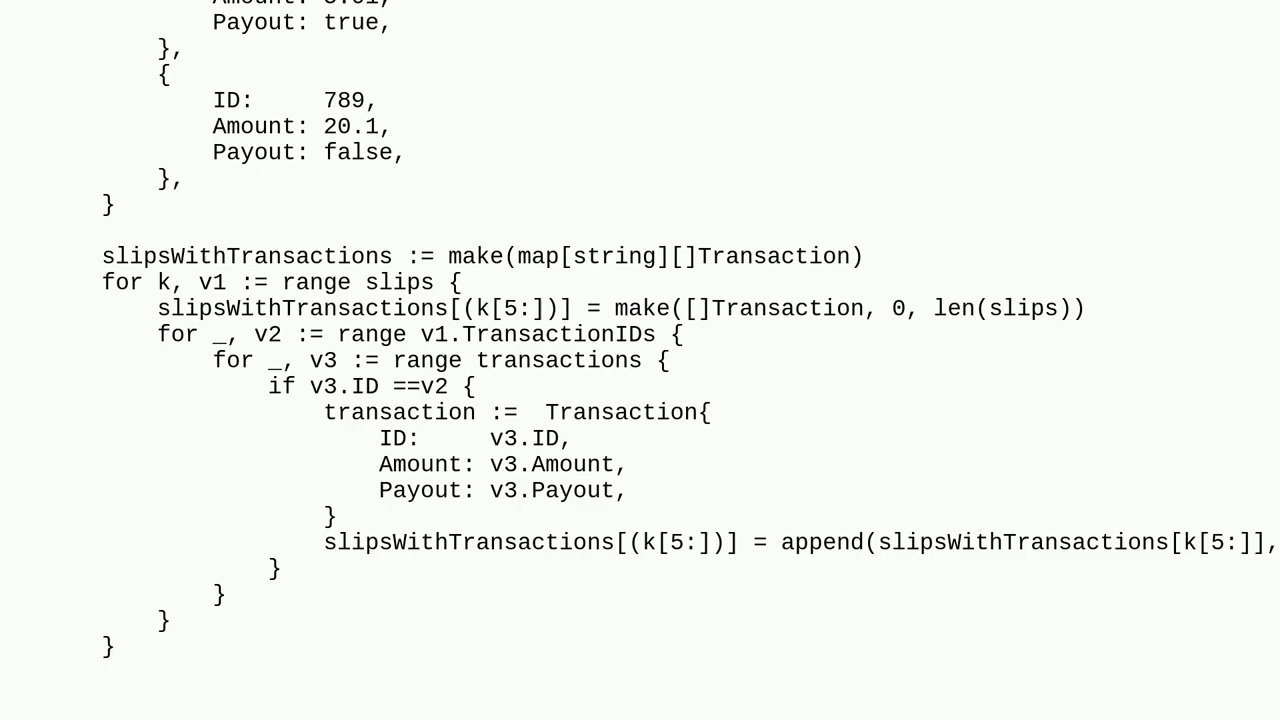 Payout: true,
},
{
ID:     789,
Amount: 20.1,
Payout: false,
},
}
slipsWithTransactions := make(map[string][]Transaction)
for k, v1 := range slips {
slipsWithTransactions[(k[5:])] = make([]Transaction, 0, len(slips))
for _, v2 := range v1.TransactionIDs {
for _, v3 := range transactions {
if v3.ID ==v2 {
transaction :=  Transaction{
ID:     v3.ID,
Amount: v3.Amount,
Payout: v3.Payout,
}
slipsWithTransactions[(k[5:])] = append(slipsWithTransactions[k[5:]],
}
}
}
}